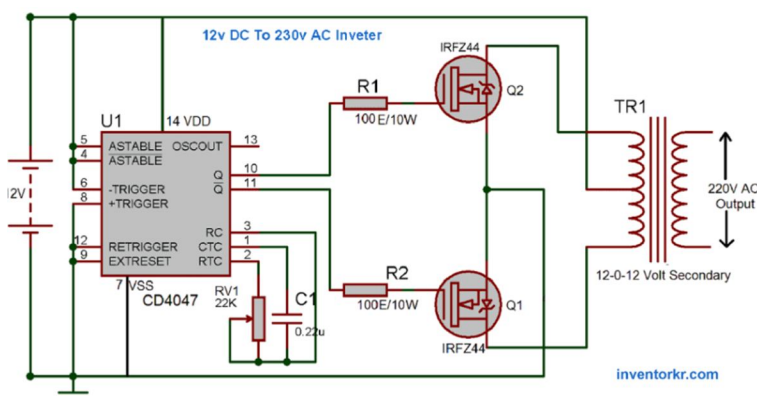 12v DC To 230v AC Inveter
IRFZ44
Q2
R1
100E/10W
TR1
U1
14 VDD
5 ASTABLE OSCOUT 13
4 ASTABLE
Q 10
Q 11
6 -TRIGGER
8 +TRIGGER
12V
RC 3
CTC 1
12 RETRIGGER
9 EXTRESET
RTC 2
7 VSS
CD4047
RV1
22K
C1
0.22u
R2
100E/10W
Q1
IRFZ44
220V AC
Output
12-0-12 Volt Secondary
inventorkr.com